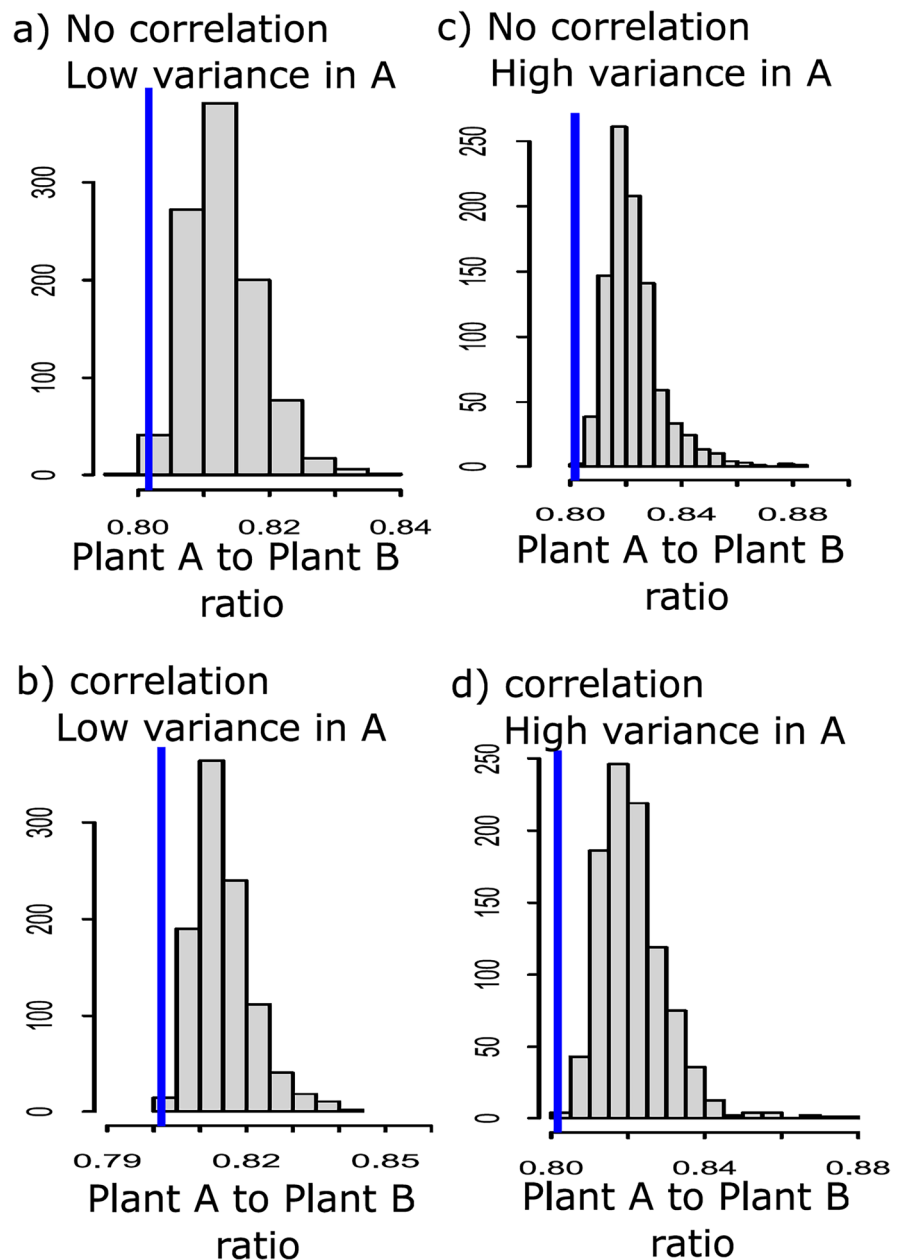 a) No correlation
Low variance in A
300
200
100
0
0.80 0.82 0.84
Plant A to Plant B
ratio
c) No correlation
High variance in A
250
200
150
100
50
0
0.80 0.84 0.88
Plant A to Plant B
ratio
b) correlation
Low variance in A
300
200
100
0
0.79 0.82 0.85
Plant A to Plant B
ratio
d) correlation
High variance in A
250
200
150
100
50
0
0.80 0.84 0.88
Plant A to Plant B
ratio